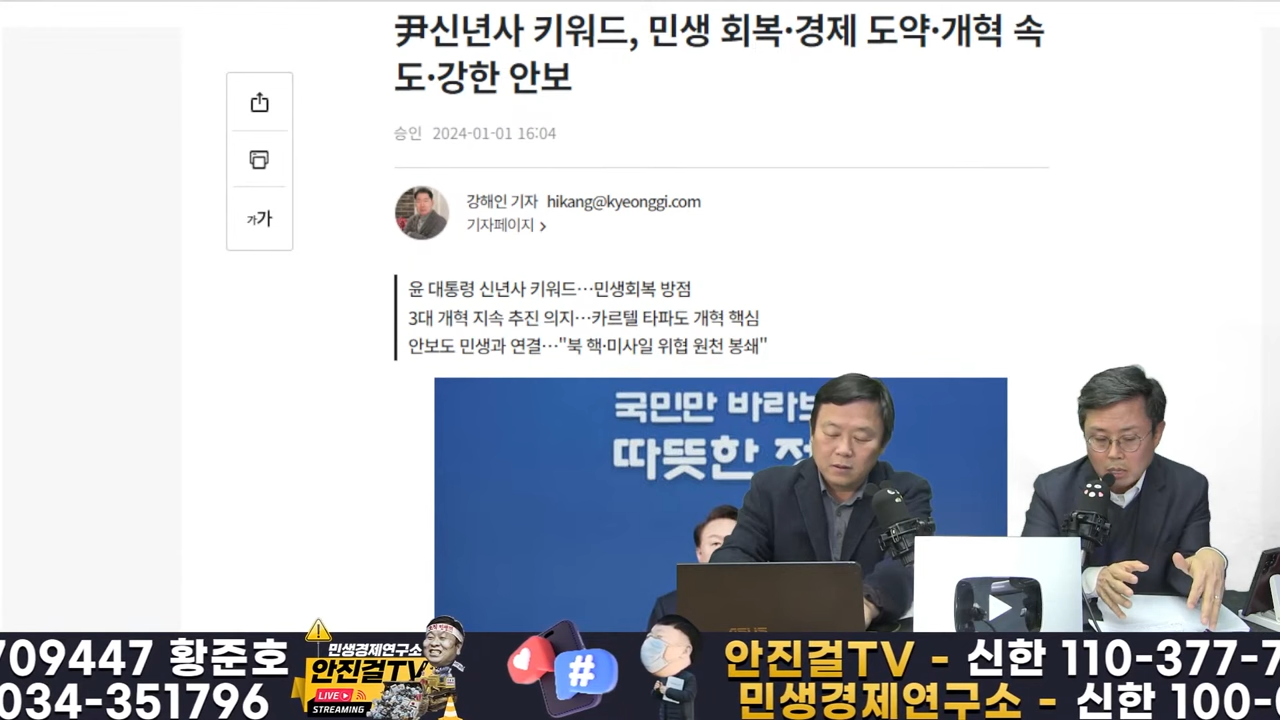 尹신년사 키워드, 민생 회복·경제 도약·개혁 속
도·강한 안보
승인 2024-01-01 16:04
가가
강해인 기자 hikang@kyeonggi.com
기자페이지 >
윤 대통령 신년사 키워드…민생회복 방점
3대 개혁 지속 추진 의지…카르텔 타파도 개혁 핵심
안보도 민생과 연결…"북 핵·미사일 위협 원천 봉쇄"
국민만
따뜻한
709447 황준호
034-351796
민생경제연구소
안진걸TV
LIVE
STREAMING
#
안진걸TV - 신한 110-377-7
민생경제연구소 - 신한 100-